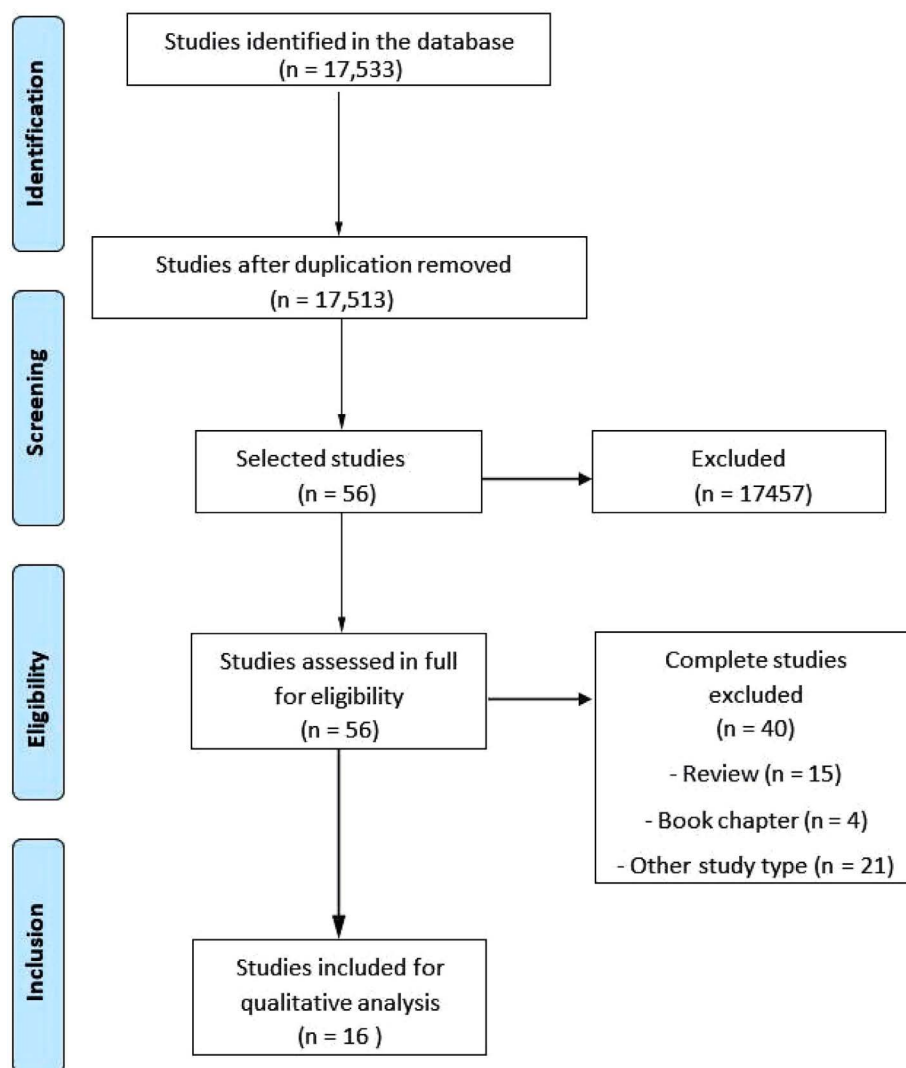 Identification
Studies identified in the database
(n = 17,533)
Studies after duplication removed
(n = 17,513)
Screening
Selected studies
(n = 56)
Excluded
(n = 17457)
Eligibility
Studies assessed in full
for eligibility
(n = 56)
Complete studies
excluded
(n = 40)
- Review (n = 15)
- Book chapter (n = 4)
- Other study type (n = 21)
Inclusion
Studies included for
qualitative analysis
(n = 16 )